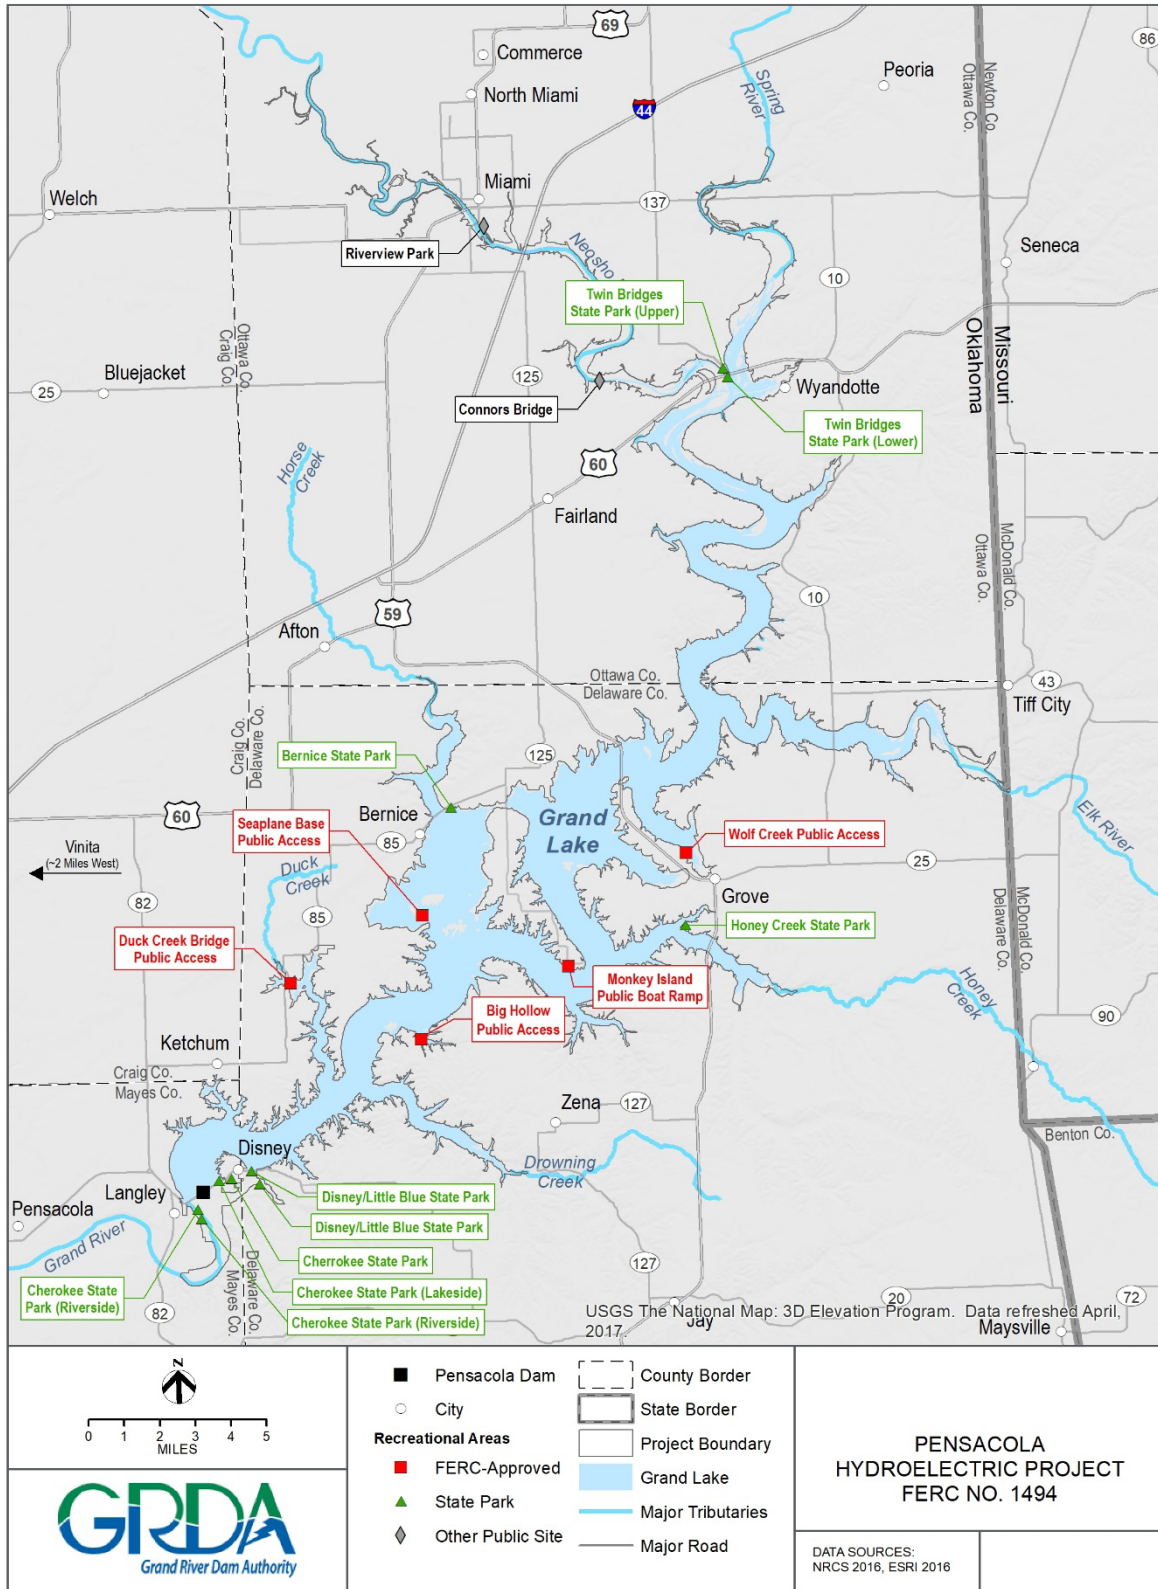 69
86
Commerce
Peoria
Newton Co.
Ottawa Co.
North Miami
Spring
River
44
Miami
Welch
137
Riverview Park
Neosho
Seneca
10
Twin Bridges
State Park (Upper)
Ottawa Co.
Craig Co.
Missouri
Oklahoma
Bluejacket
25
125
Wyandotte
Connors Bridge
Twin Bridges
State Park (Lower)
Horse
Creek
60
Fairland
McDonald Co.
Ottawa Co.
59
10
Afton
Ottawa Co.
Delaware Co.
43
Tiff City
Craig Co.
Delaware Co.
Bernice State Park
125
60
Bernice
Grand
Lake
Elk River
Seaplane Base
Public Access
85
Wolf Creek Public Access
Vinita
(~2 Miles West)
Duck
Creek
25
Grove
82
85
McDonald Co.
Delaware Co.
Honey Creek State Park
Duck Creek Bridge
Public Access
Monkey Island
Public Boat Ramp
Honey
Creek
Big Hollow
Public Access
90
Ketchum
Craig Co.
Mayes Co.
Zena
127
Benton Co.
Disney
Drowning
Creek
Langley
Disney/Little Blue State Park
Pensacola
Disney/Little Blue State Park
Grand River
Cherrokee State Park
127
Delaware Co.
Mayes Co.
Cherokee State
Park (Riverside)
Cherokee State Park (Lakeside)
20
72
82
Cherokee State Park (Riverside)
USGS The National Map: 3D Elevation Program. Data refreshed April,
2017.
Jay
Maysville
N
0 1 2 3 4 5
MILES
GRDA
Grand River Dam Authority
Pensacola Dam
City
Recreational Areas
FERC-Approved
State Park
Other Public Site
County Border
State Border
Project Boundary
Grand Lake
Major Tributaries
Major Road
PENSACOLA
HYDROELECTRIC PROJECT
FERC NO. 1494
DATA SOURCES:
NRCS 2016, ESRI 2016